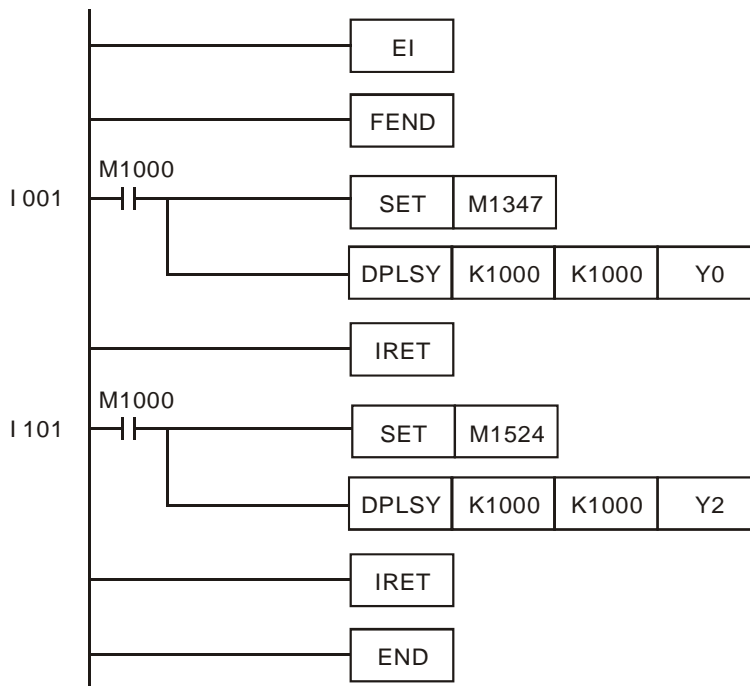 EI
FEND
M1000
I 001
SET M1347
DPLSY K1000 K1000 Y0
IRET
M1000
I 101
SET M1524
DPLSY K1000 K1000 Y2
IRET
END